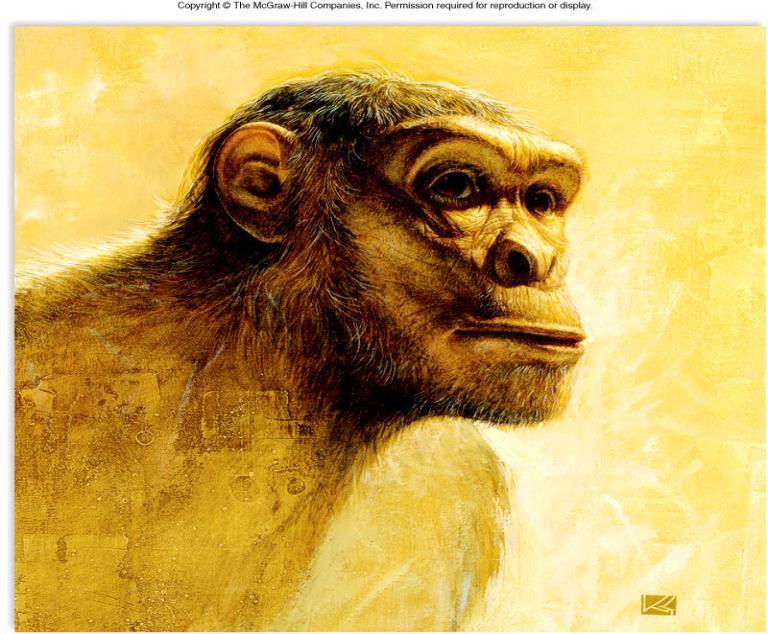 Copyright © The McGraw-Hill Companies, Inc. Permission required for reproduction or display.